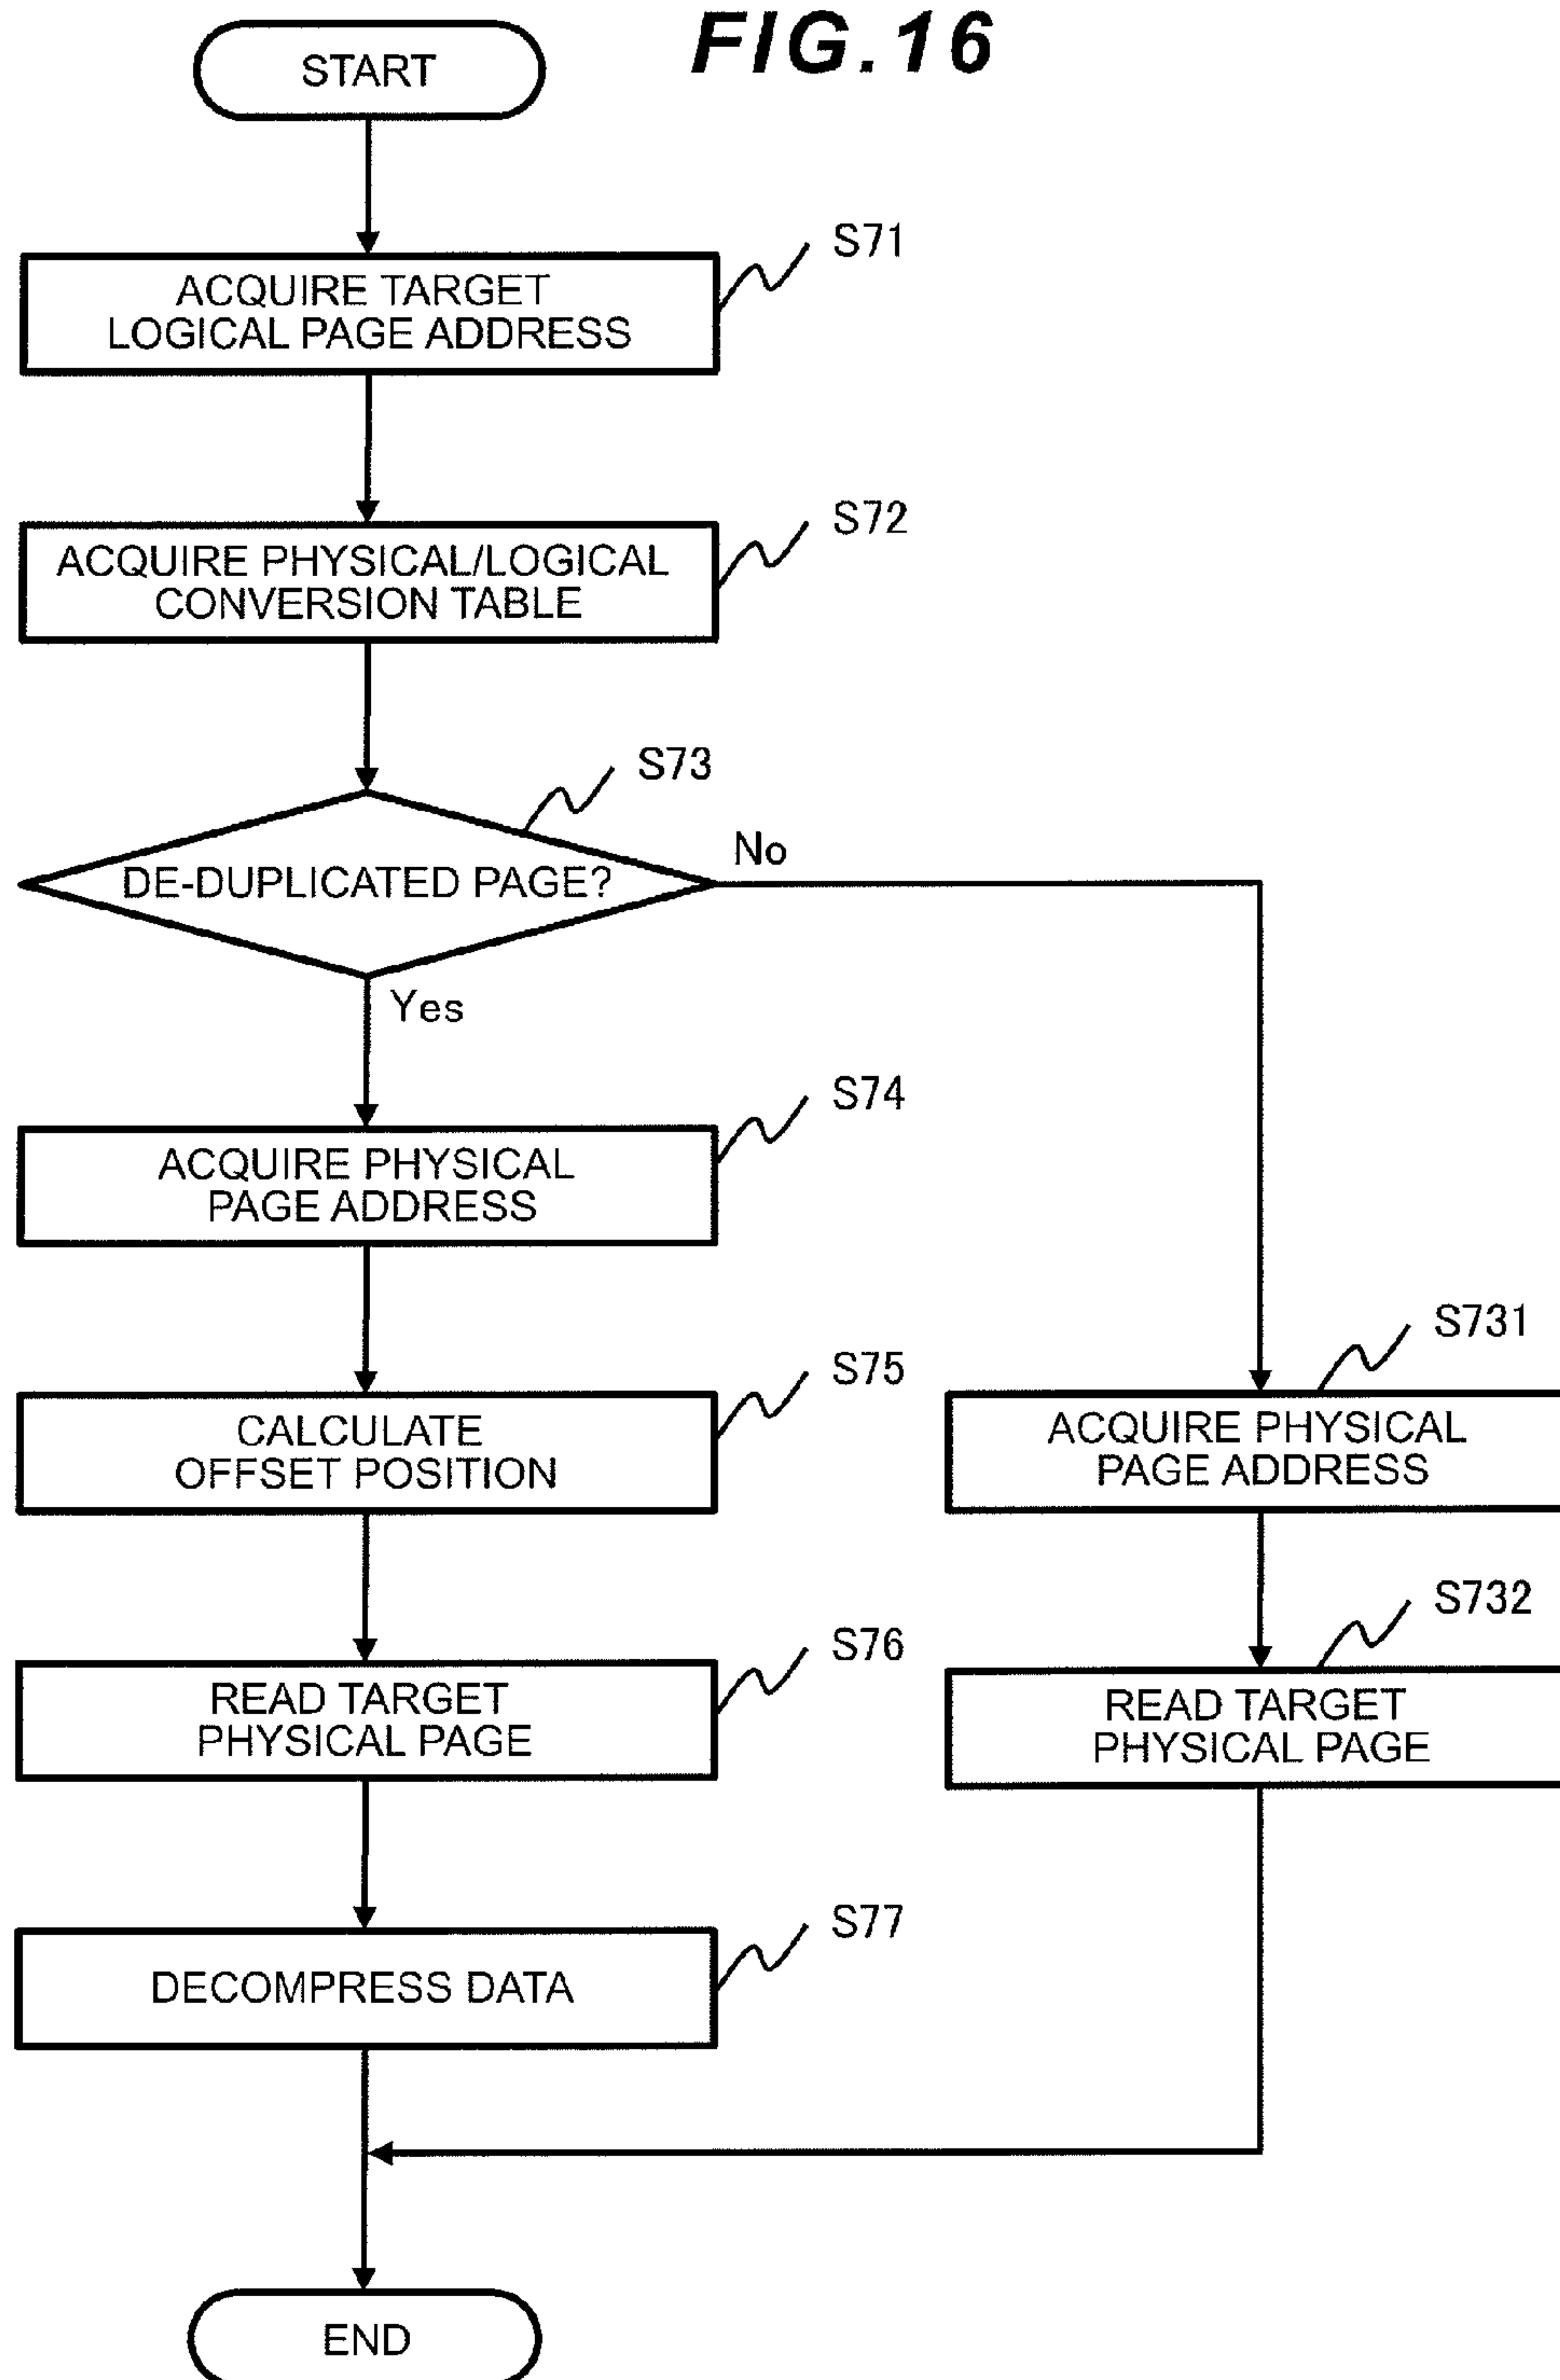 FIG.16
START
S71
ACQUIRE TARGET
LOGICAL PAGE ADDRESS
S72
ACQUIRE PHYSICAL/LOGICAL
CONVERSION TABLE
S73
DE-DUPLICATED PAGE?
No
Yes
S74
ACQUIRE PHYSICAL
PAGE ADDRESS
S75
CALCULATE
OFFSET POSITION
S731
ACQUIRE PHYSICAL
PAGE ADDRESS
S76
READ TARGET
PHYSICAL PAGE
S732
READ TARGET
PHYSICAL PAGE
S77
DECOMPRESS DATA
END